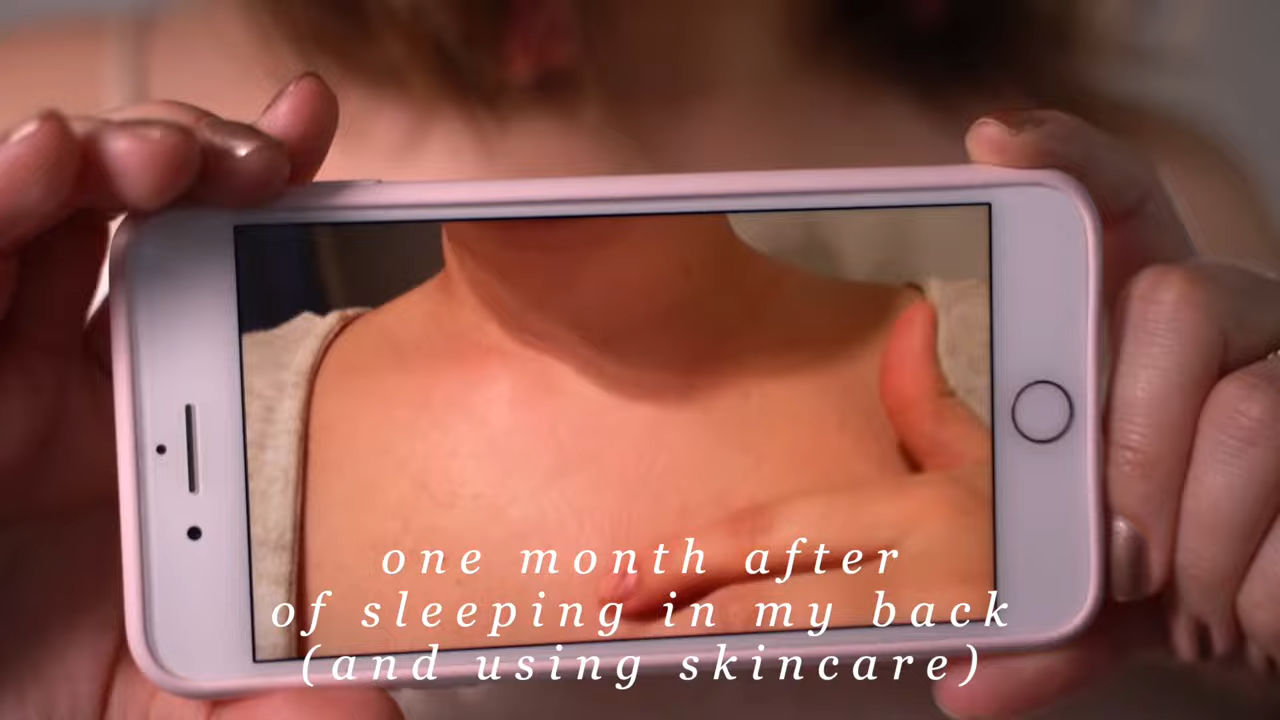 one month after
of sleeping in my back
(and using skincare)